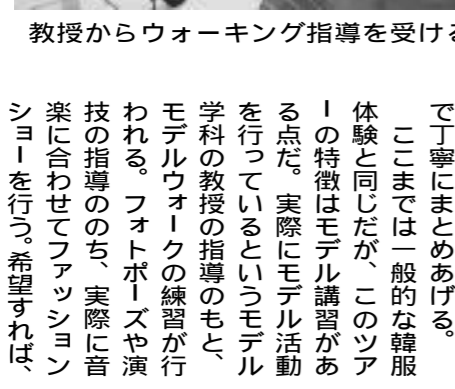 教授からウォーキング指導を受ける
で丁寧にまとめあげる。
ここまでは一般的な韓服
体験と同じだが、このツア
ーの特徴はモデル講習があ
る点だ。実際にモデル活動
を行っているというモデル
学科の教授の指導のもと、
モデルウォークの練習が行
われる。フォトポーズや演
技の指導ののち、実際に音
楽に合わせてファッション
ショーを行う。希望すれば、